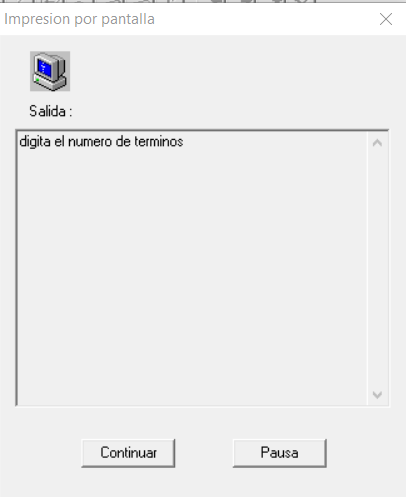 Impresion por pantalla
Salida :
digita el numero de terminos
Continuar
Pausa